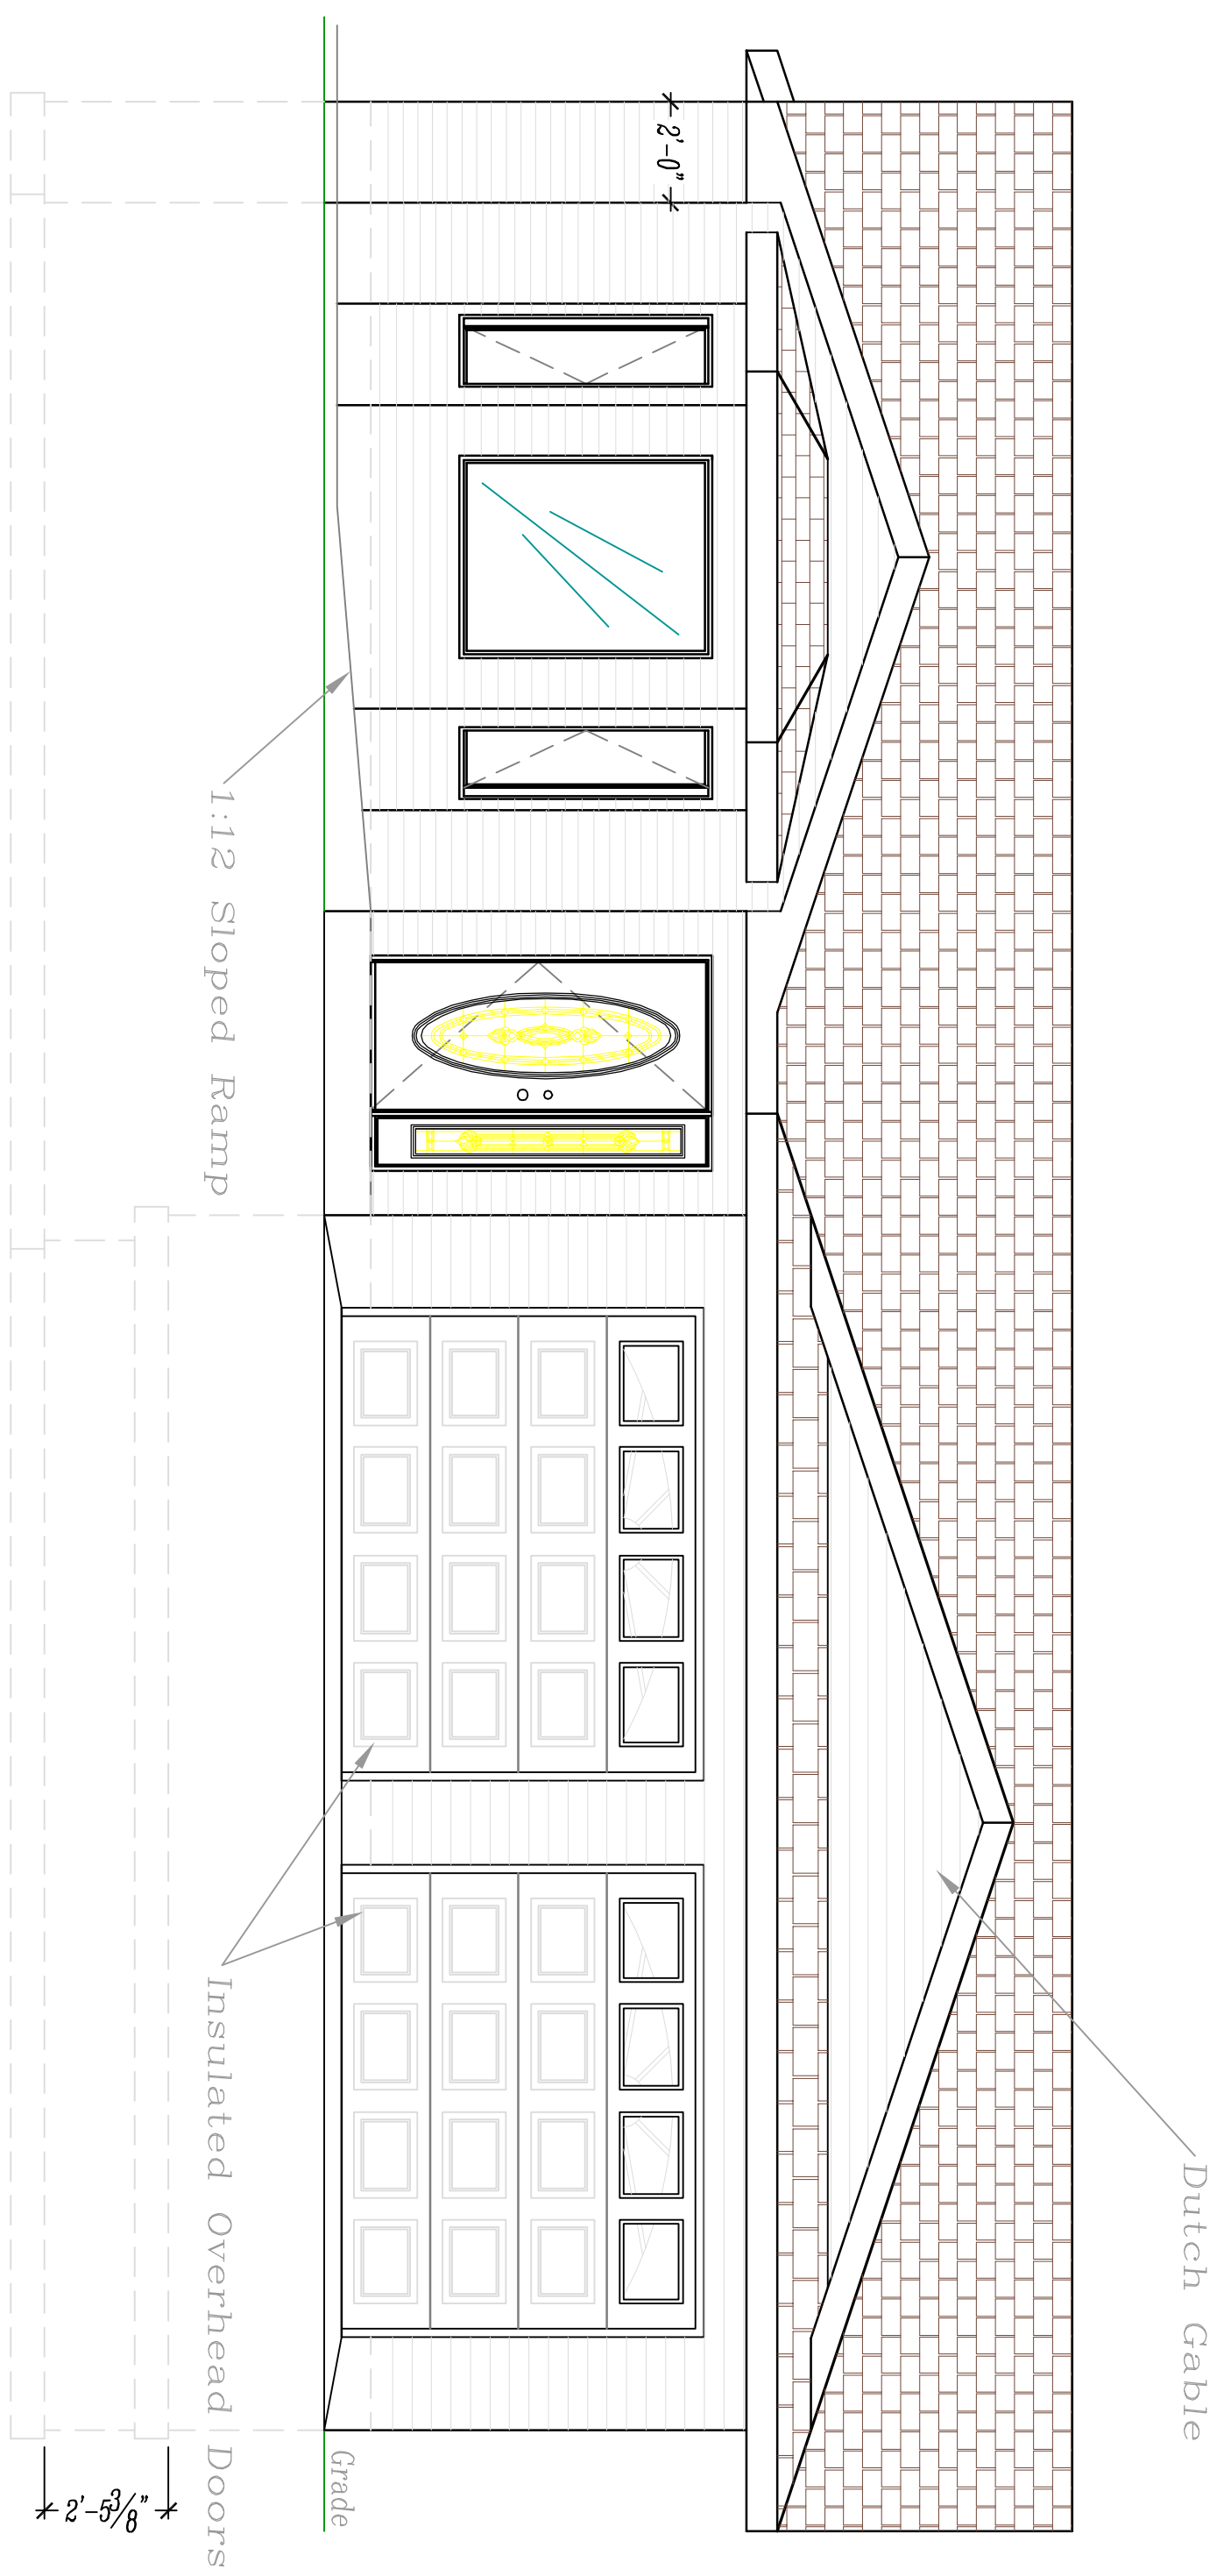 Dutch Gable
2'-0"
1:12 Sloped Ramp
Grade
Insulated Overhead Doors
2'-5 3/8"